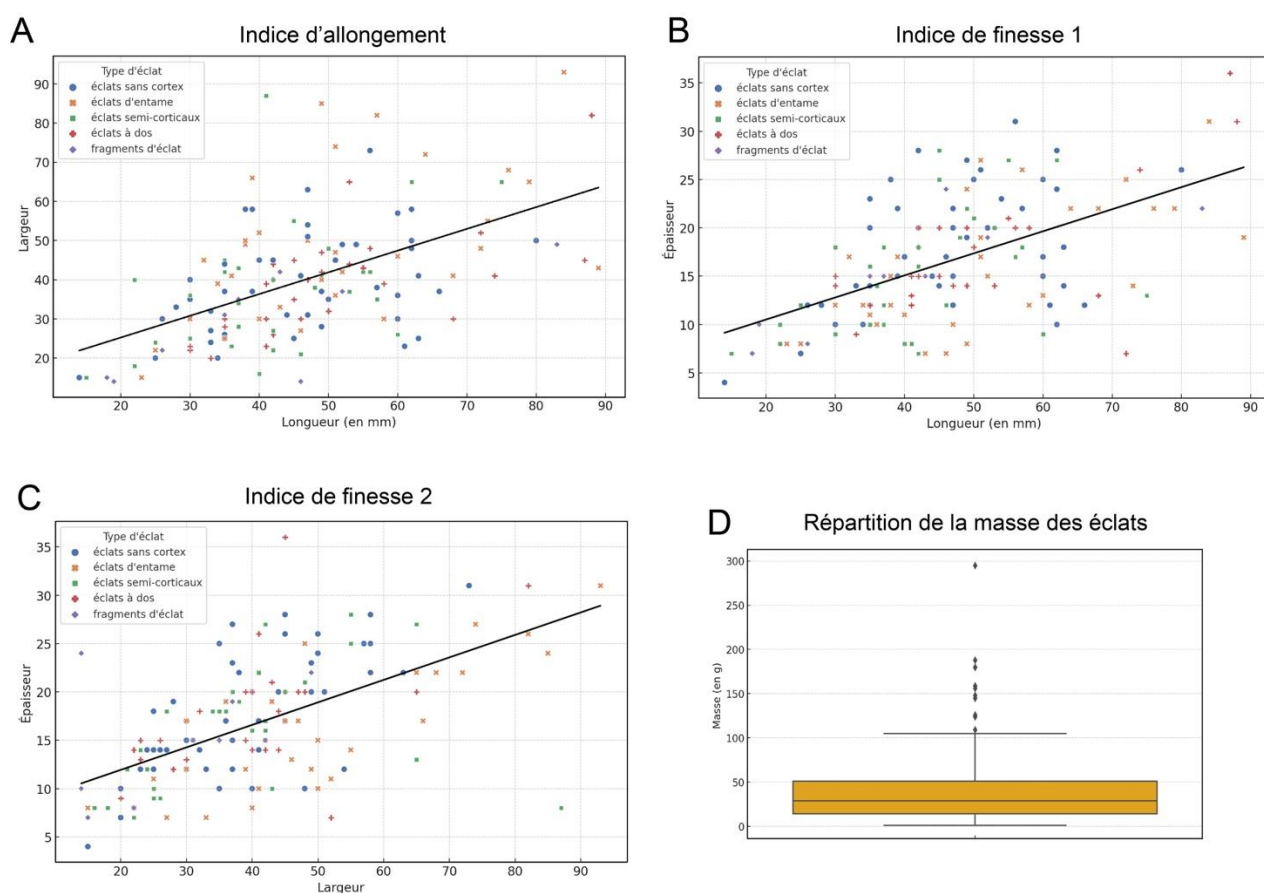 A
Indice d'allongement
Type d'éclat
éclats sans cortex
éclats d'entame
éclats semi-corticaux
éclats à dos
fragments d'éclat
90
80
70
60
50
40
30
20
Largeur
20 30 40 50 60 70 80 90
Longueur (en mm)
B
Indice de finesse 1
Type d'éclat
éclats sans cortex
éclats d'entame
éclats semi-corticaux
éclats à dos
fragments d'éclat
35
30
25
20
15
10
5
Épaisseur
20 30 40 50 60 70 80 90
Longueur (en mm)
C
Indice de finesse 2
Type d'éclat
éclats sans cortex
éclats d'entame
éclats semi-corticaux
éclats à dos
fragments d'éclat
35
30
25
20
15
10
5
Épaisseur
20 30 40 50 60 70 80 90
Largeur
D
Répartition de la masse des éclats
300
250
200
150
100
50
0
Masse (en g)